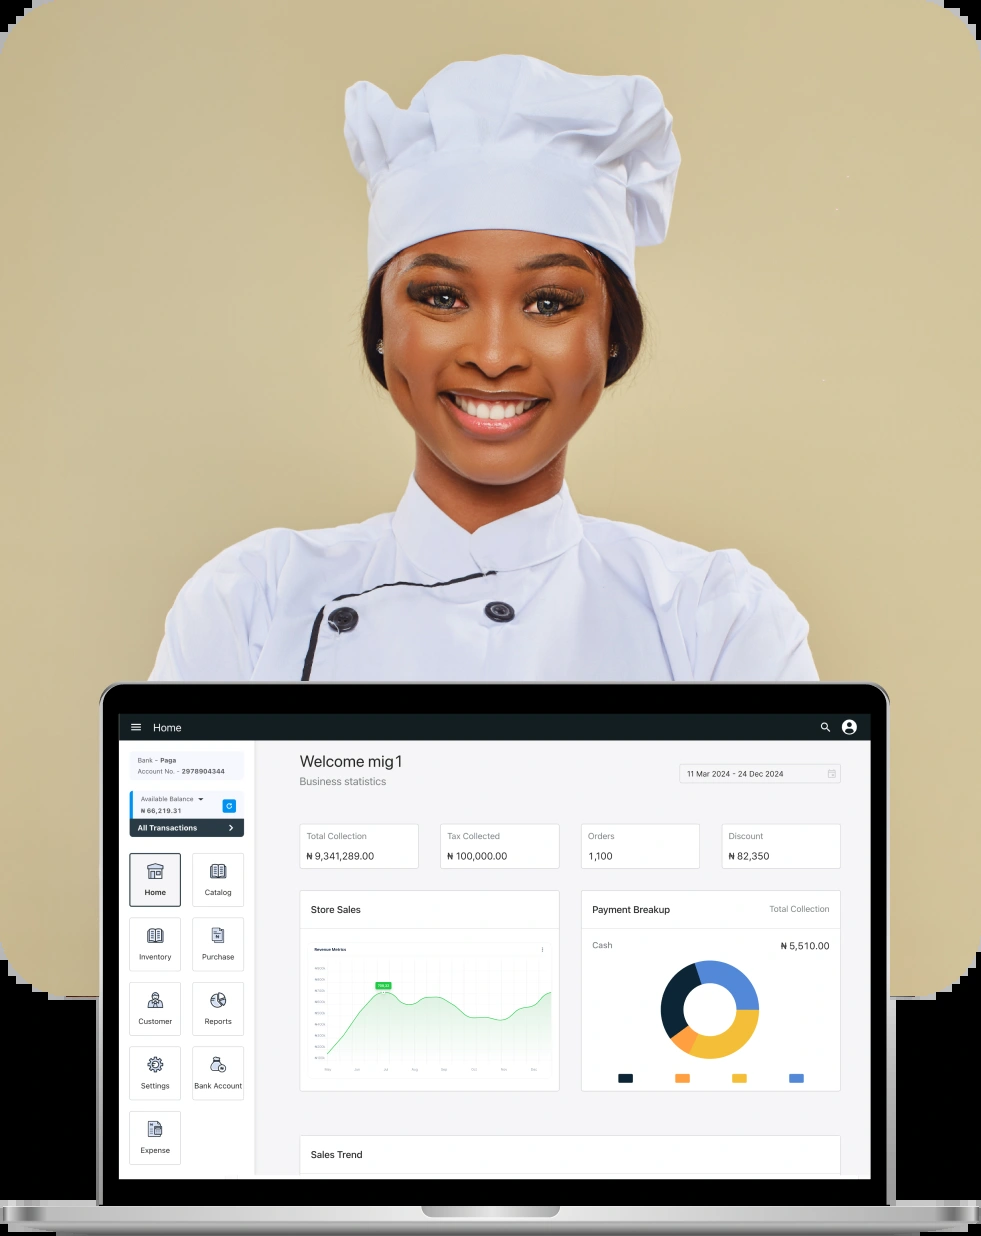 Home
Bank - Paga
Account No. - 2978904344
Available Balance
₦ 66,219.31
All Transactions
Home
Catalog
Inventory
Purchase
Customer
Reports
Settings
Bank Account
Expense
Welcome mig1
Business statistics
11 Mar 2024 - 24 Dec 2024
Total Collection
₦ 9,341,289.00
Tax Collected
₦ 100,000.00
Orders
1,100
Discount
₦ 82,350
Store Sales
Revenue Metrics
Payment Breakup
Total Collection
Cash
₦ 5,510.00
Sales Trend